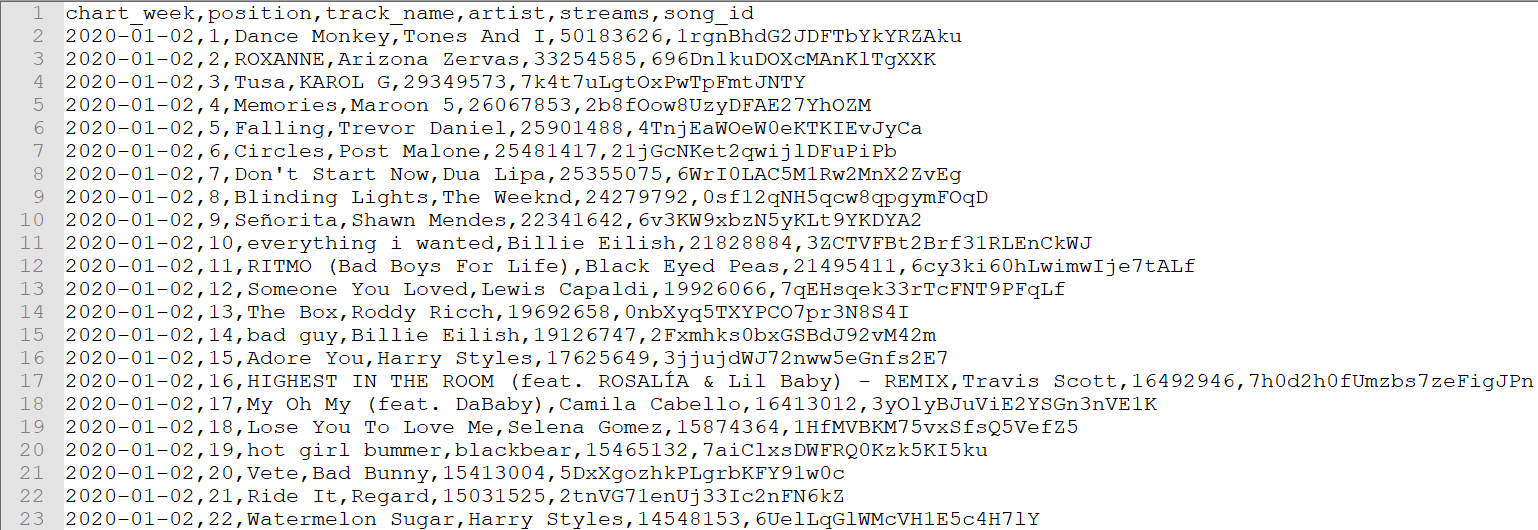 1 chart_week,position,track_name,artist,streams,song_id
2 2020-01-02,1,Dance Monkey,Tones And I,50183626,1rgnBhdG2JDFTbYkYRZAku
3 2020-01-02,2,ROXANNE,Arizona Zervas,33254585,696DnlkuDOXcMAnKlTgXXK
4 2020-01-02,3,Tusa,KAROL G,29349573,7k4t7uLgtOxPwTpFmtJNTY
5 2020-01-02,4,Memories,Maroon 5,26067853,2b8fOow8UzyDFAE27YhOZM
6 2020-01-02,5,Falling,Trevor Daniel,25901488,4TnjEaWOeW0eKTKIEvJyCa
7 2020-01-02,6,Circles,Post Malone,25481417,21jGcNKet2qwijlDFuPiPb
8 2020-01-02,7,Don't Start Now,Dua Lipa,25355075,6WrI0LAC5M1Rw2MnX2ZvEg
9 2020-01-02,8,Blinding Lights,The Weeknd,24279792,0sf12qNH5qcw8qpgymFOqD
10 2020-01-02,9,Señorita,Shawn Mendes,22341642,6v3KW9xbzN5yKLt9YKDYA2
11 2020-01-02,10,everything i wanted,Billie Eilish,21828884,3ZCTVFBt2Brf31RLEnCkWJ
12 2020-01-02,11,RITMO (Bad Boys For Life),Black Eyed Peas,21495411,6cy3ki60hLwimwIje7tALf
13 2020-01-02,12,Someone You Loved,Lewis Capaldi,19926066,7qEHsqek33rTcFNT9PFqLf
14 2020-01-02,13,The Box,Roddy Ricch,19692658,0nbXyq5TXYPCO7pr3N8S4I
15 2020-01-02,14,bad guy,Billie Eilish,19126747,2Fxmhks0bxGSBdJ92vM42m
16 2020-01-02,15,Adore You,Harry Styles,17625649,3jjujdWJ72nww5eGnfs2E7
17 2020-01-02,16,HIGHEST IN THE ROOM (feat. ROSALÍA & Lil Baby) - REMIX,Travis Scott,16492946,7h0d2h0fUmzbs7zeFigJPn
18 2020-01-02,17,My Oh My (feat. DaBaby),Camila Cabello,16413012,3yOlyBJuViE2YSGn3nVE1K
19 2020-01-02,18,Lose You To Love Me,Selena Gomez,15874364,1HfMVBKM75vxSfsQ5VefZ5
20 2020-01-02,19,hot girl bummer,blackbear,15465132,7aiClxsDWFRQ0Kzk5KI5ku
21 2020-01-02,20,Vete,Bad Bunny,15413004,5DxXgozhkPLgrbKFY91w0c
22 2020-01-02,21,Ride It,Regard,15031525,2tnVG71enUj33Ic2nFN6kZ
23 2020-01-02,22,Watermelon Sugar,Harry Styles,14548153,6UelLqGlWMcVH1E5c4H7lY